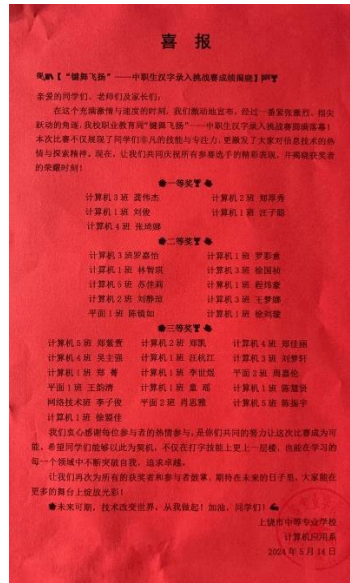 喜 报
【"键舞飞扬"——中职生汉字录入挑战赛成绩揭晓】
亲爱的同学们、老师们及家长们：
在这个充满激情与速度的时刻，我们激动地宣布，经过一番紧张激烈、指尖
跃动的角逐，我校职业教育周"键舞飞扬"——中职生汉字录入挑战赛圆满落幕！
本次比赛不仅展现了同学们非凡的技能与专注力，更激发了大家对信息技术的热
情与探索精神。现在，让我们共同庆祝所有参赛选手的精彩表现，并揭晓获奖者
的荣耀时刻！
一等奖
计算机3班 龚伟杰 计算机2班 郑邦秀
计算机1班 刘俊 计算机1班 汪子聪
计算机4班 张琦娜
二等奖
计算机3班罗嘉怡 计算机1班 罗影素
计算机1班 林智琪 计算机3班 徐国祯
计算机5班 苏佳莉 计算机1班 程炜豪
计算机2班 刘静茹 计算机3班 王梦娜
平面1班 陈镇如 计算机1班 徐刘璇
三等奖
计算机5班 郑紫萱 计算机2班 郑凯 计算机4班 郑佳丽
计算机4班 吴主强 计算机1班 汪杭江 计算机3班 刘梦轩
计算机1班 郑菁 计算机1班 李世煜 平面2班 周嘉伦
平面1班 王韵清 计算机1班 童瑶 计算机1班 陈慧贤
网络技术班 李子俊 平面2班 肖思雅 计算机5班 陈振宇
计算机1班 徐盟佳
我们衷心感谢每位参与者的热情参与，是你们共同的努力让这次比赛成为可
能。希望同学们能够以此为契机，不仅在打字技能上更上一层楼，也能在学习的
每一个领域中不断突破自我，追求卓越。
让我们再次为所有的获奖者和参与者鼓掌，期待在未来的日子里，大家能在
更多的舞台上绽放光彩！
未来可期，技术改变世界，从我做起！加油，同学们！
上饶市中等专业学校
计算机应用系
2024年5月14日